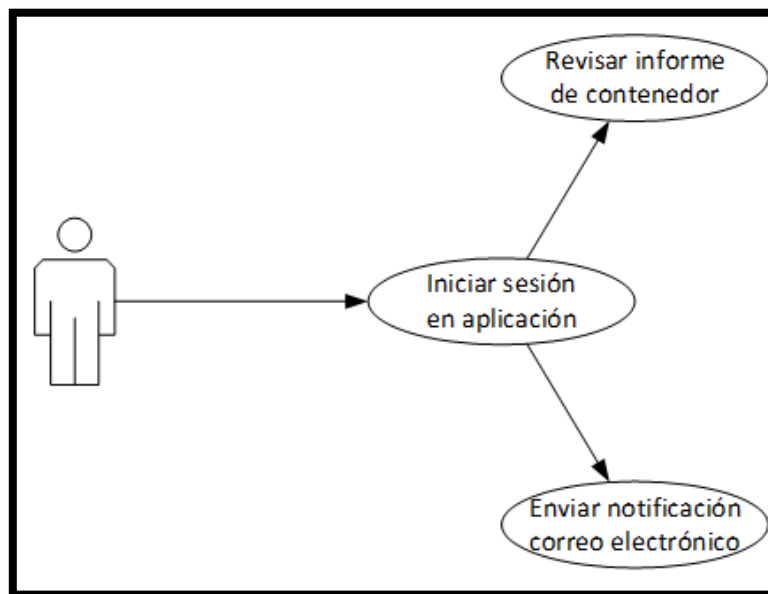 Revisar informe
de contenedor
Iniciar sesión
en aplicación
Enviar notificación
correo electrónico